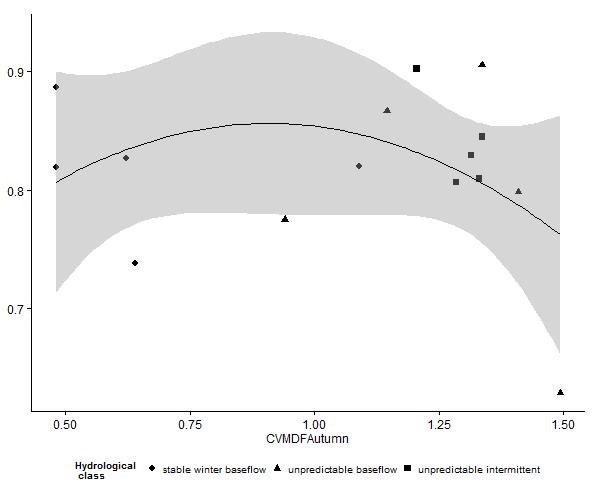 0.9
0.8
0.7
0.50 0.75 1.00 1.25 1.50
CVMDFAutumn
Hydrological
class
stable winter baseflow unpredictable baseflow unpredictable intermittent